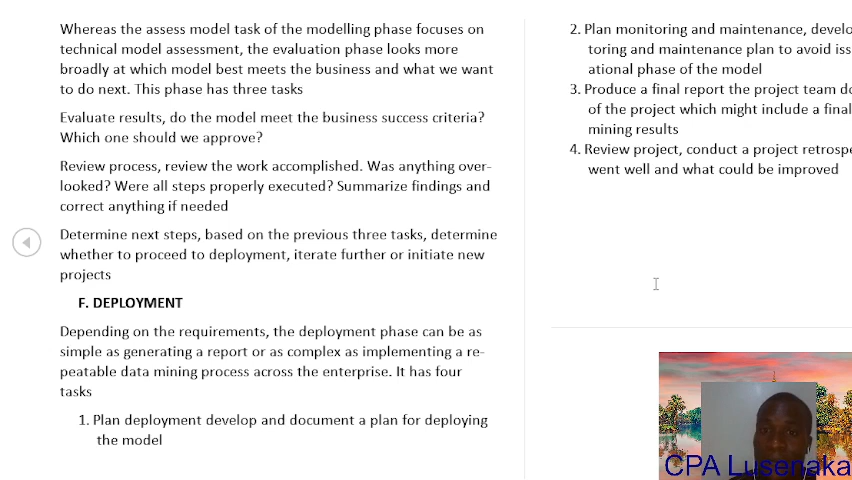 Whereas the assess model task of the modelling phase focuses on
technical model assessment, the evaluation phase looks more
broadly at which model best meets the business and what we want
to do next. This phase has three tasks
Evaluate results, do the model meet the business success criteria?
Which one should we approve?
Review process, review the work accomplished. Was anything over-
looked? Were all steps properly executed? Summarize findings and
correct anything if needed
Determine next steps, based on the previous three tasks, determine
whether to proceed to deployment, iterate further or initiate new
projects
F. DEPLOYMENT
Depending on the requirements, the deployment phase can be as
simple as generating a report or as complex as implementing a re-
peatable data mining process across the enterprise. It has four
tasks
1. Plan deployment develop and document a plan for deploying
the model
2. Plan monitoring and maintenance, develo
toring and maintenance plan to avoid iss
ational phase of the model
3. Produce a final report the project team do
of the project which might include a final
mining results
4. Review project, conduct a project retrospe
went well and what could be improved
CPA Lusenaka